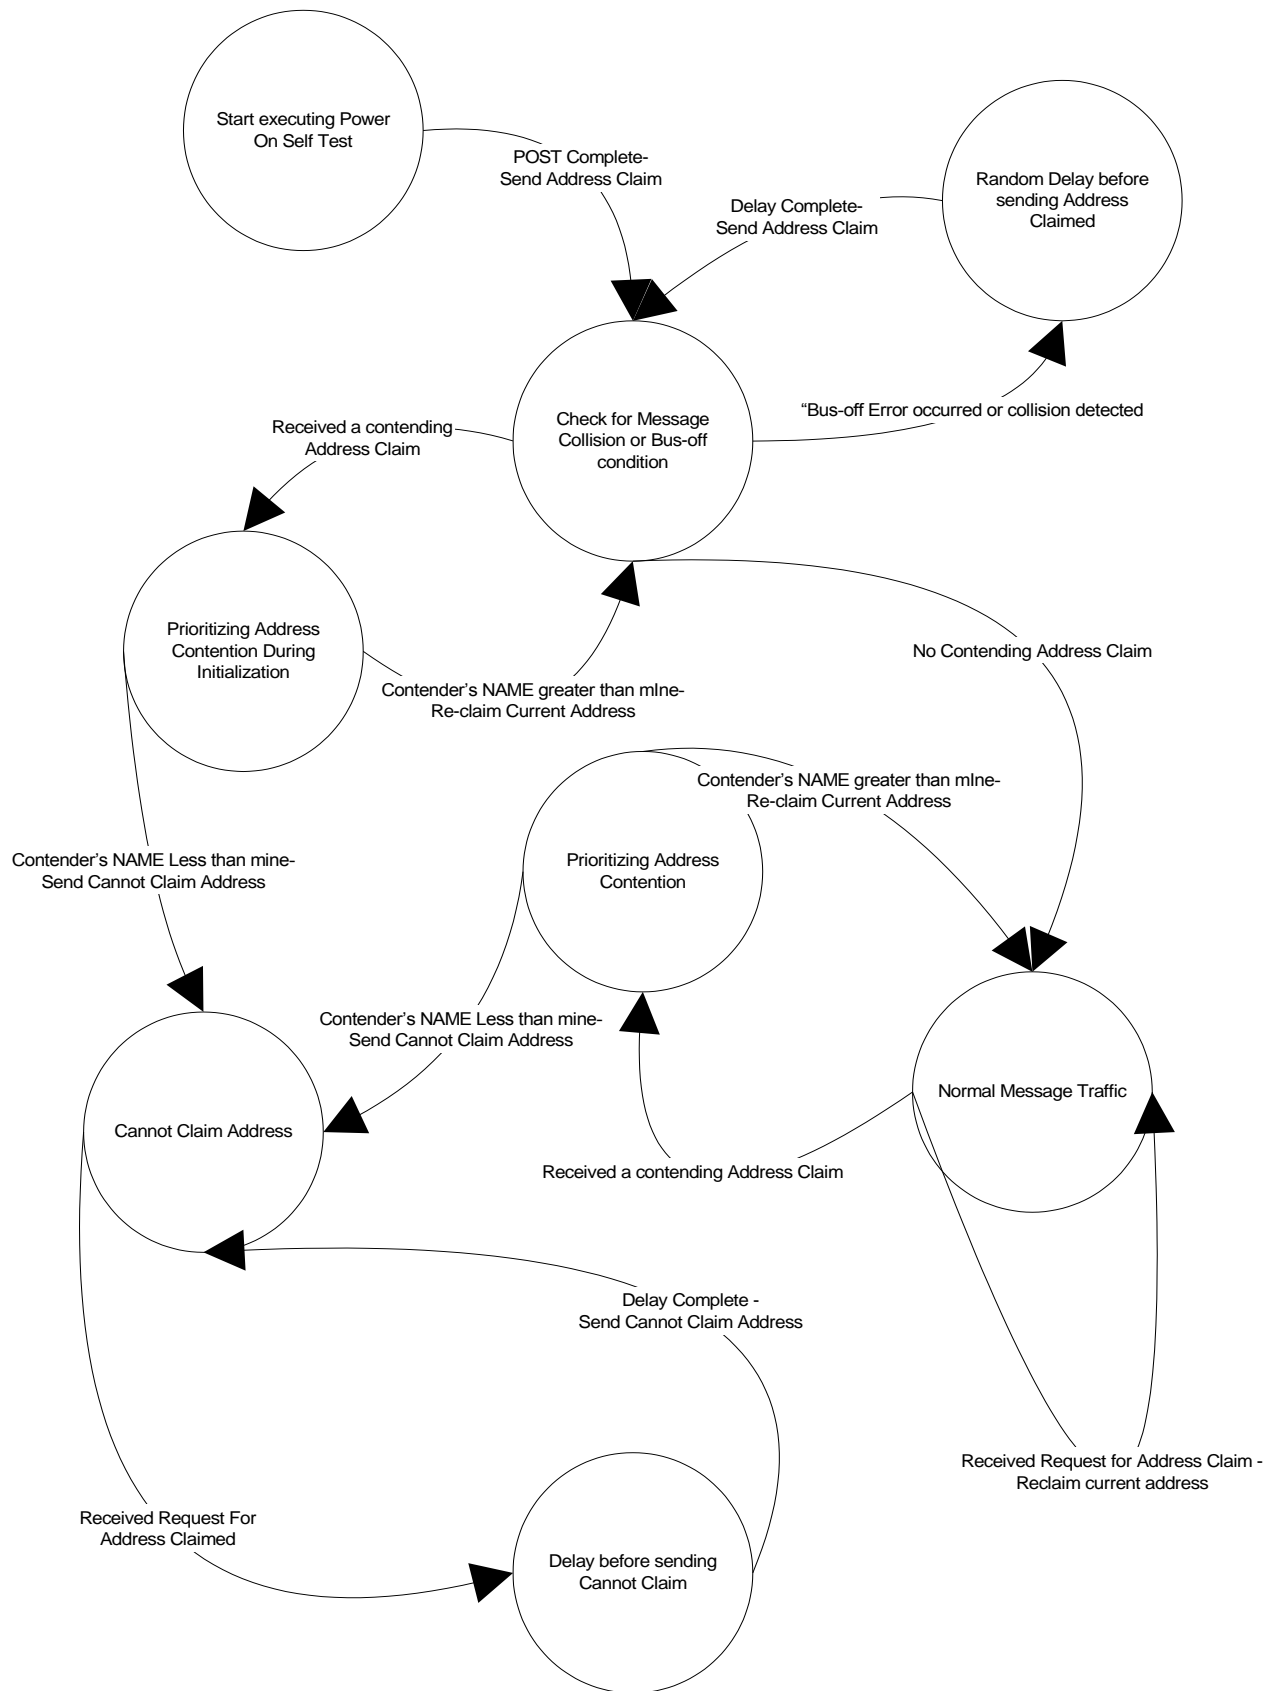 Start executing Power
On Self Test
POST Complete-
Send Address Claim
Random Delay before
sending Address
Claimed
Delay Complete-
Send Address Claim
Check for Message
Collision or Bus-off
condition
“Bus-off Error occurred or collision detected
Received a contending
Address Claim
Prioritizing Address
Contention During
Initialization
No Contending Address Claim
Contender’s NAME greater than mIne-
Re-claim Current Address
Contender’s NAME greater than mIne-
Re-claim Current Address
Prioritizing Address
Contention
Contender’s NAME Less than mine-
Send Cannot Claim Address
Contender’s NAME Less than mine-
Send Cannot Claim Address
Normal Message Traffic
Cannot Claim Address
Received a contending Address Claim
Delay Complete -
Send Cannot Claim Address
Received Request for Address Claim -
Reclaim current address
Received Request For
Address Claimed
Delay before sending
Cannot Claim